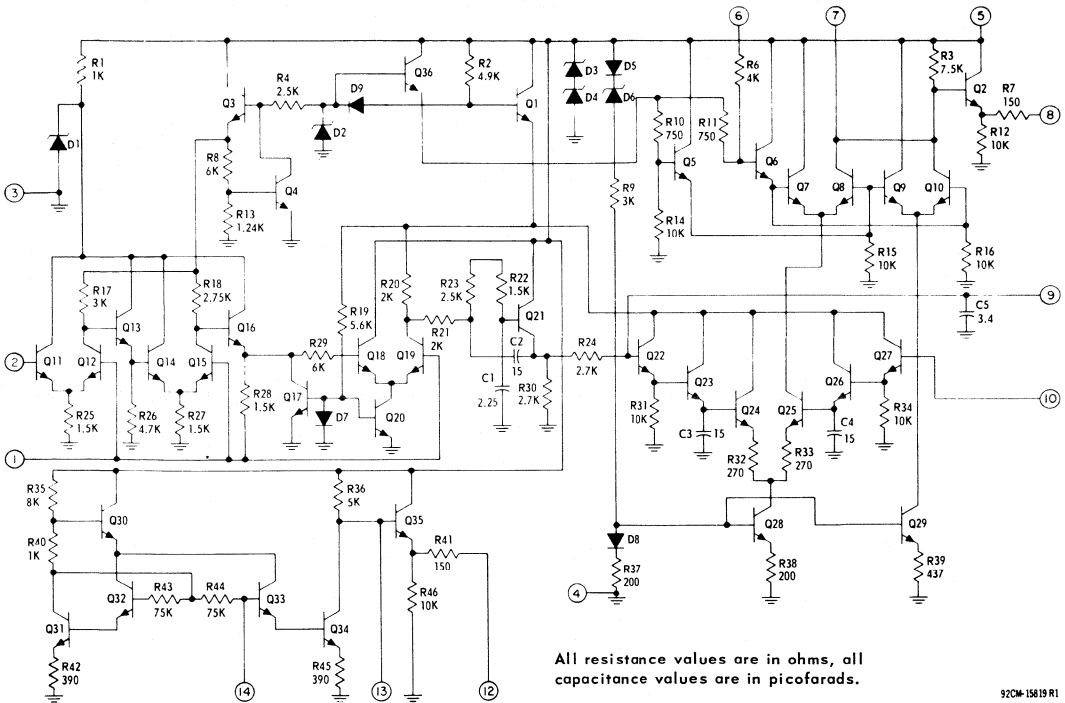 6
7
5
R1
1K
R4
2.5K
Q36
R2
4.9K
D3
D5
R6
4K
R3
7.5K
Q2
R7
150
8
Q3
D9
Q1
D4
D6
R12
10K
D1
D2
R10
750
R11
750
R8
6K
Q4
Q5
Q6
Q7
Q8
Q9
Q10
3
R9
3K
R13
1.24K
R14
10K
R15
10K
R16
10K
R17
3K
R18
2.75K
R20
2K
R23
2.5K
R22
1.5K
9
C5
3.4
Q13
Q16
R19
5.6K
R21
2K
Q21
C2
15
2
Q11
Q12
Q14
Q15
R29
6K
Q18
Q19
R24
2.7K
Q22
Q27
Q23
Q26
C1
2.25
R30
2.7K
R28
1.5K
Q17
D7
Q20
Q24
Q25
10
R25
1.5K
R26
4.7K
R27
1.5K
R31
10K
C3
15
C4
15
R34
10K
1
R32
270
R33
270
R35
8K
R36
5K
Q30
Q35
Q28
Q29
R40
1K
R41
150
D8
R37
200
R38
200
R39
437
4
Q32
R43
75K
R44
75K
Q33
R46
10K
Q31
Q34
R42
390
R45
390
14
13
12
All resistance values are in ohms, all
capacitance values are in picofarads.
92CM-15819 R1